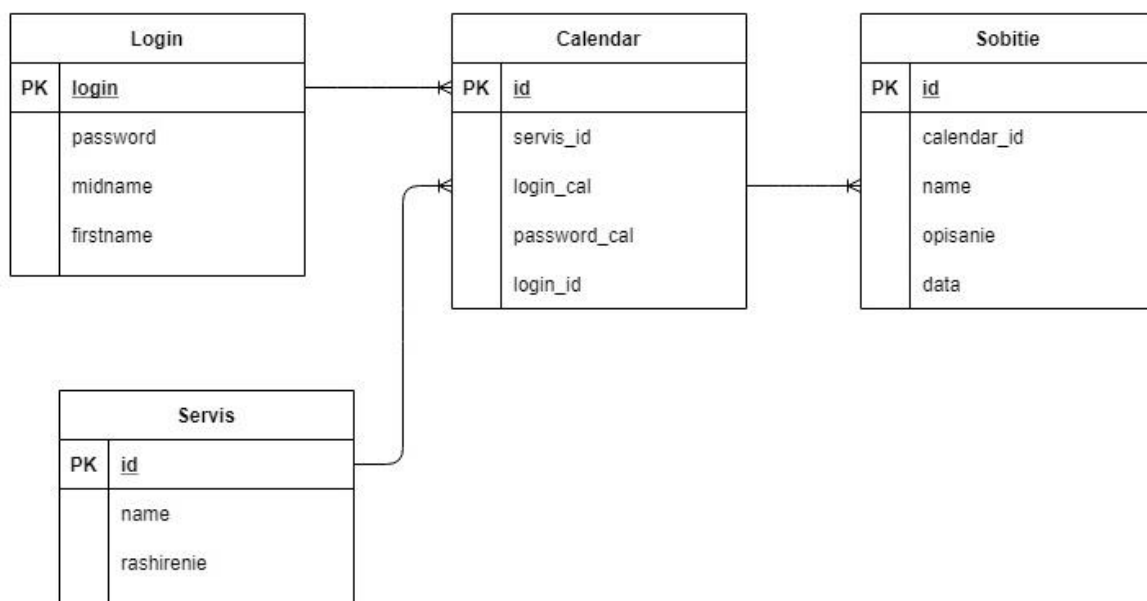 Login
PK login
password
midname
firstname
Calendar
PK id
servis_id
login_cal
password_cal
login_id
Sobitie
PK id
calendar_id
name
opisanie
data
Servis
PK id
name
rashirenie